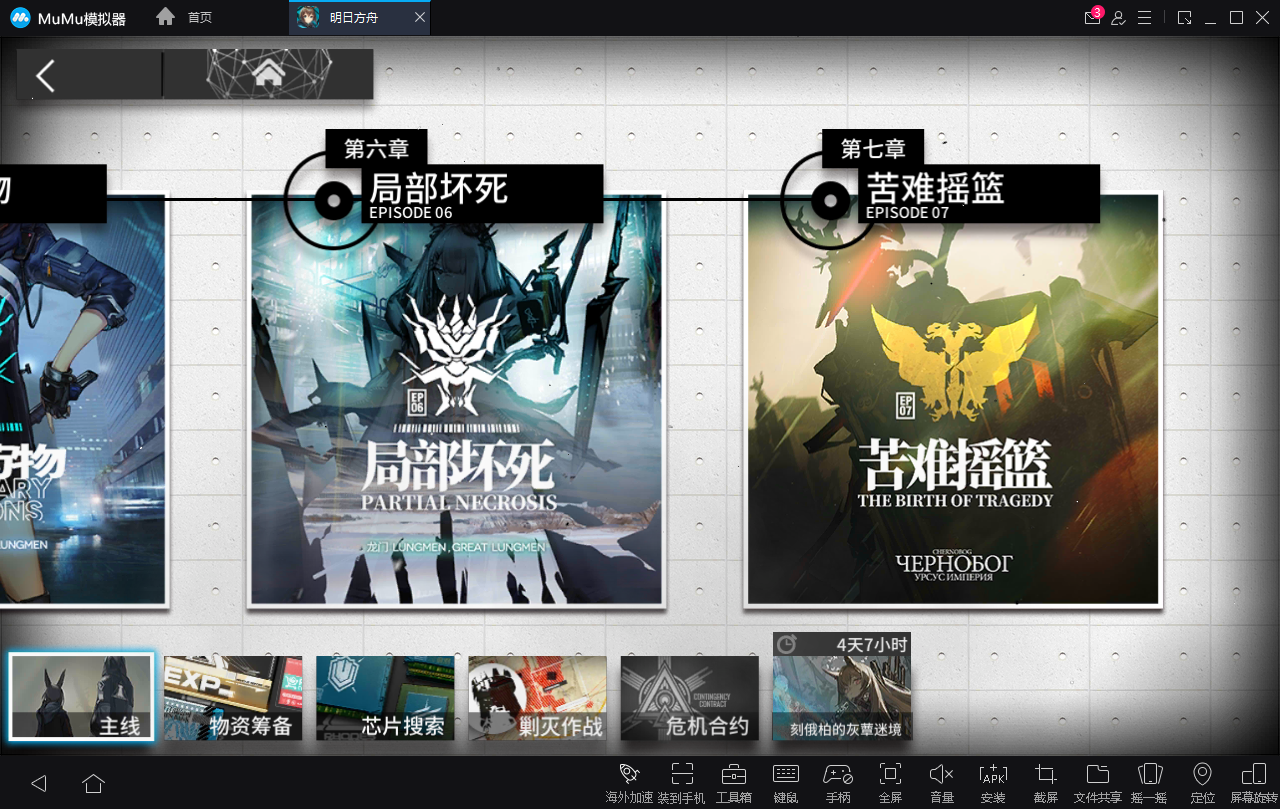 MuMu模拟器
首页
明日方舟
3
第六章
局部坏死
EPISODE 06
第七章
苦难摇篮
EPISODE 07
物
EP
06
局部坏死
PARTIAL NECROSIS
龙门 LUNGMEN, GREAT LUNGMEN
EP
07
苦难摇篮
THE BIRTH OF TRAGEDY
CHERNOBOG
ЧЕРНОБОГ
УРСУС ИМПЕРИЯ
物
ARY
ONS
LUNGMEN
主线
EXP
物资筹备
芯片搜索
剿灭作战
CONTINGENCY
CONTRACT
危机合约
4天7小时
刻俄柏的灰蕈迷境
海外加速
装到手机
工具箱
键鼠
手柄
全屏
音量
APK
安装
截屏
文件共享
摇一摇
定位
屏幕旋转